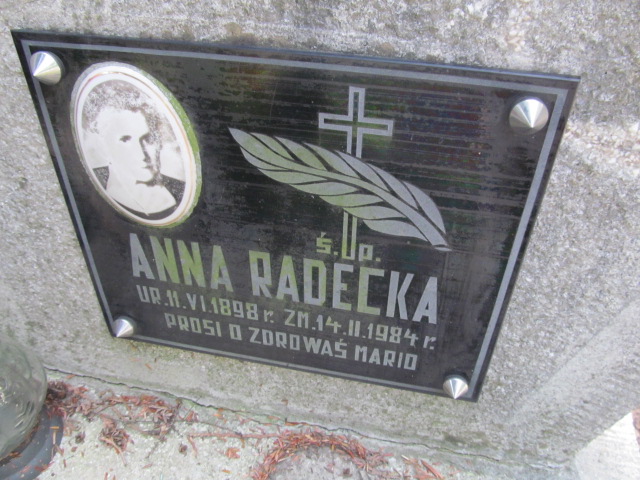 Ś. P.
ANNA RADECKA
UR. 11.VI.1898 r. ZM. 14.II.1984 r.
PROSI O ZDROWAŚ MARIO